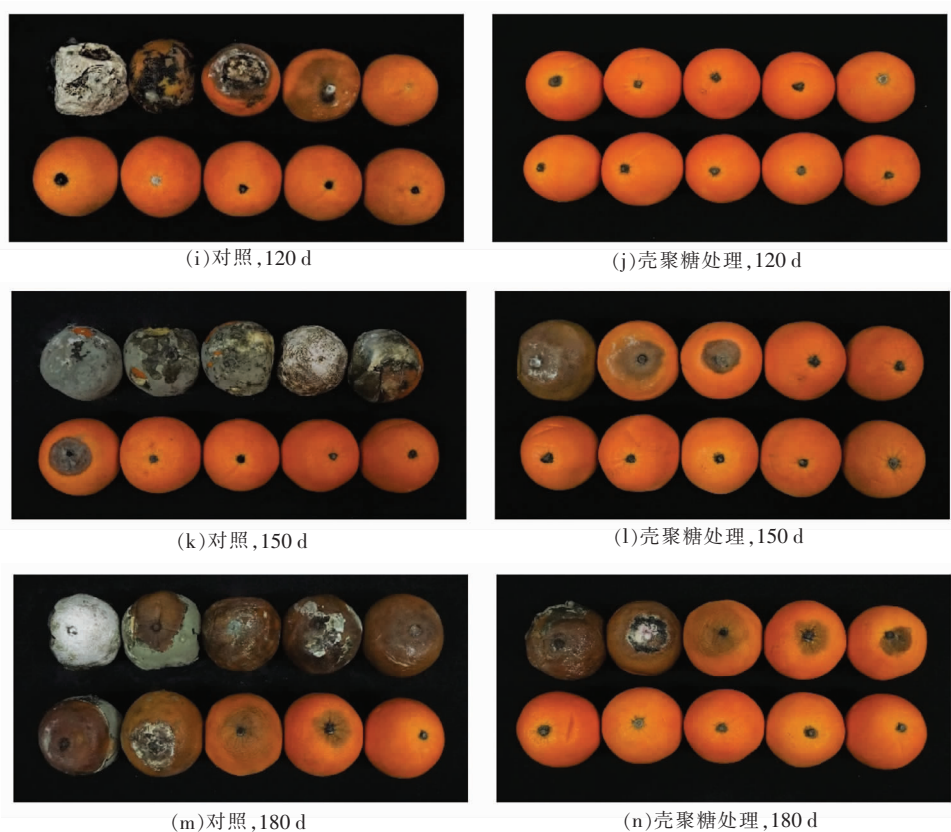 (i)对照,120 d
(j)壳聚糖处理,120 d
(k)对照,150 d
(l)壳聚糖处理,150 d
(m)对照,180 d
(n)壳聚糖处理,180 d